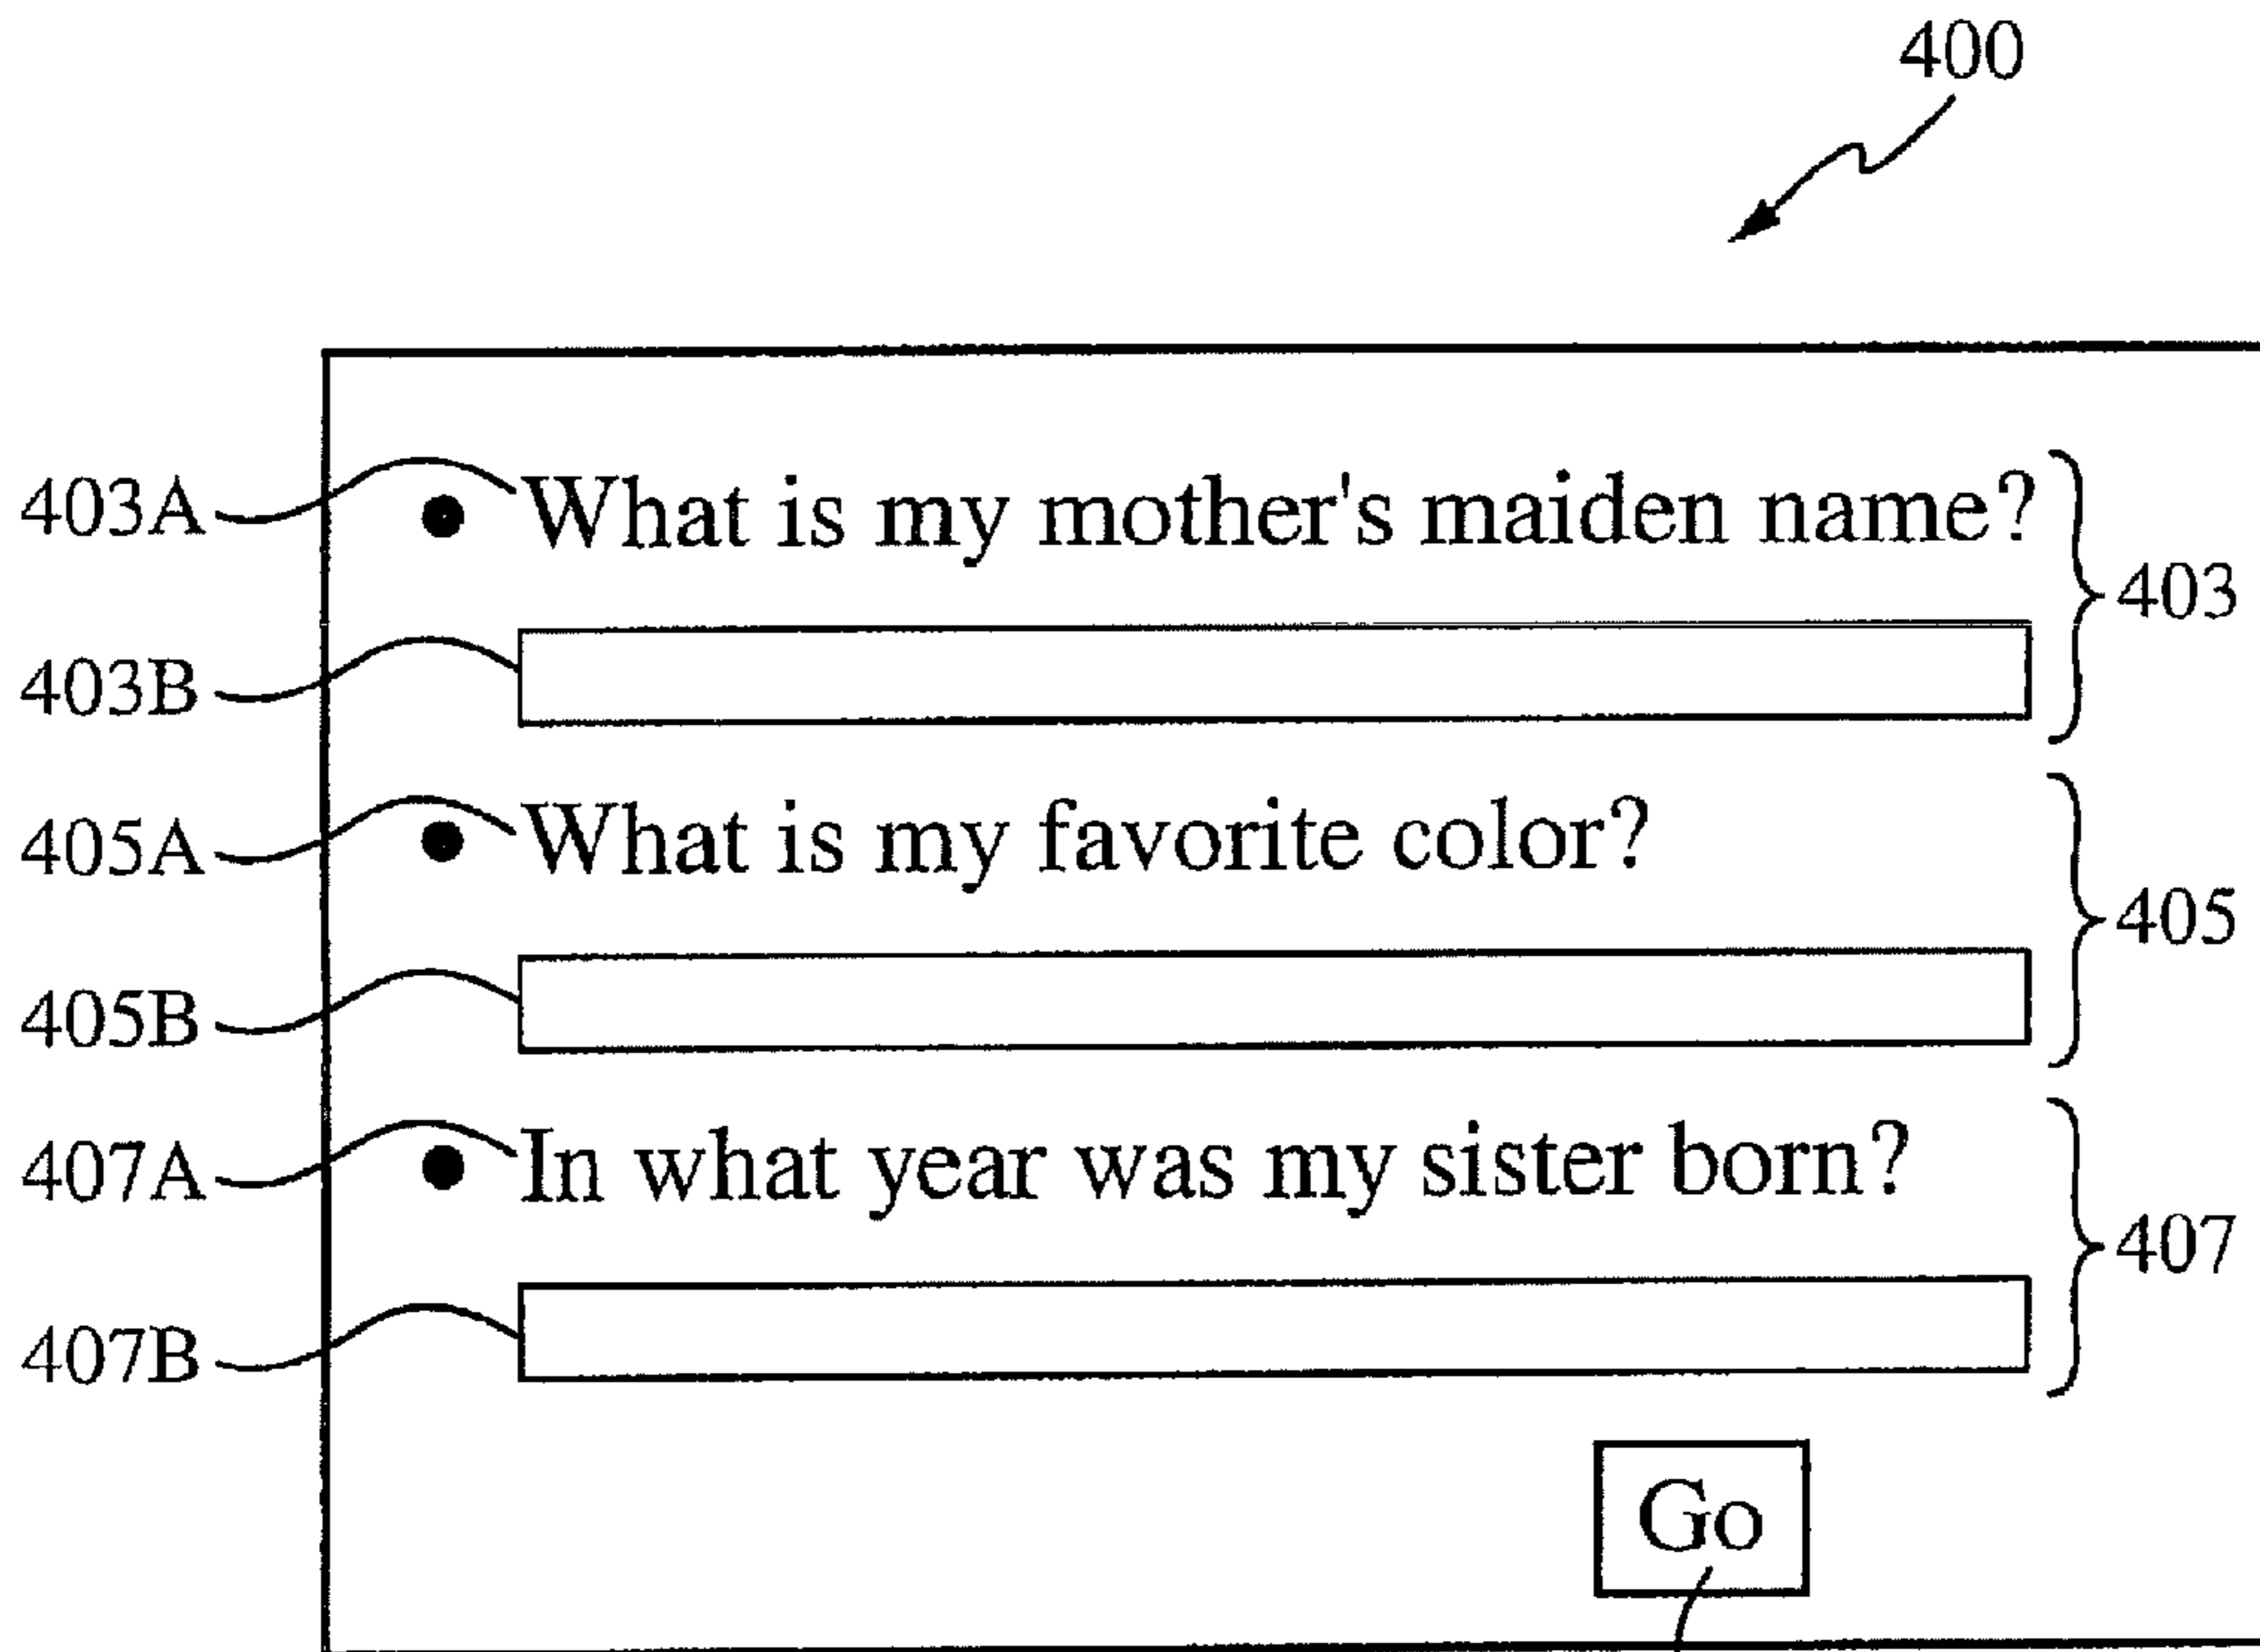 400
403A • What is my mother's maiden name?
403
403B
405A • What is my favorite color?
405
405B
407A • In what year was my sister born?
407
407B
Go